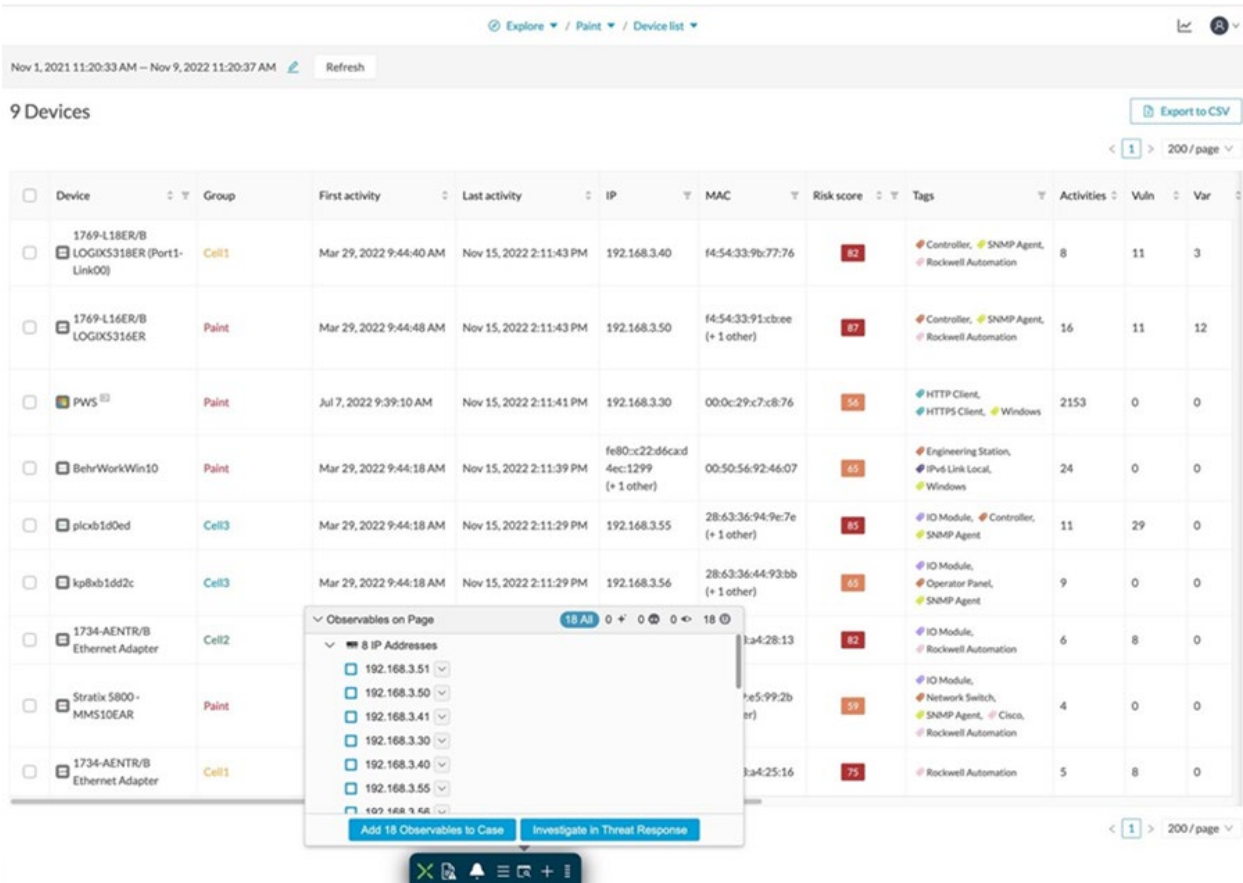 Explore / Paint / Device list
Nov 1, 2021 11:20:33 AM — Nov 9, 2022 11:20:37 AM Refresh
9 Devices
Export to CSV
< 1 > 200 / page
Device Group First activity Last activity IP MAC Risk score Tags Activities Vuln Var
1769-L18ER/B
LOGIX5318ER (Port1-
Link00)
Cell1 Mar 29, 2022 9:44:40 AM Nov 15, 2022 2:11:43 PM 192.168.3.40 f4:54:33:9b:77:76 82
Controller, SNMP Agent,
Rockwell Automation
8 11 3
1769-L16ER/B
LOGIX5316ER
Paint Mar 29, 2022 9:44:48 AM Nov 15, 2022 2:11:43 PM 192.168.3.50
f4:54:33:91:cb:ee
(+ 1 other)
87
Controller, SNMP Agent,
Rockwell Automation
16 11 12
PWS Paint Jul 7, 2022 9:39:10 AM Nov 15, 2022 2:11:41 PM 192.168.3.30 00:0c:29:c7:c8:76 56
HTTP Client,
HTTPS Client, Windows
2153 0 0
BehrWorkWin10 Paint Mar 29, 2022 9:44:18 AM Nov 15, 2022 2:11:39 PM
fe80::c22:d6ca:d
4ec:1299
(+ 1 other)
00:50:56:92:46:07 65
Engineering Station,
IPv6 Link Local,
Windows
24 0 0
plcxb1d0ed Cell3 Mar 29, 2022 9:44:18 AM Nov 15, 2022 2:11:29 PM 192.168.3.55
28:63:36:94:9e:7e
(+ 1 other)
85
IO Module, Controller,
SNMP Agent
11 29 0
kp8xb1dd2c Cell3 Mar 29, 2022 9:44:18 AM Nov 15, 2022 2:11:29 PM 192.168.3.56
28:63:36:44:93:bb
(+ 1 other)
65
IO Module,
Operator Panel,
SNMP Agent
9 0 0
1734-AENTR/B
Ethernet Adapter
Cell2
:a4:28:13 82
IO Module,
Rockwell Automation
6 8 0
Stratix 5800 -
MMS10EAR
Paint
:e5:99:2b
er)
59
IO Module,
Network Switch,
SNMP Agent, Cisco,
Rockwell Automation
4 0 0
1734-AENTR/B
Ethernet Adapter
Cell1
:a4:25:16 75
Rockwell Automation
5 8 0
Observables on Page 18 All 0 0 0 18
8 IP Addresses
192.168.3.51
192.168.3.50
192.168.3.41
192.168.3.30
192.168.3.40
192.168.3.55
192.168.3.56
Add 18 Observables to Case Investigate in Threat Response
< 1 > 200 / page